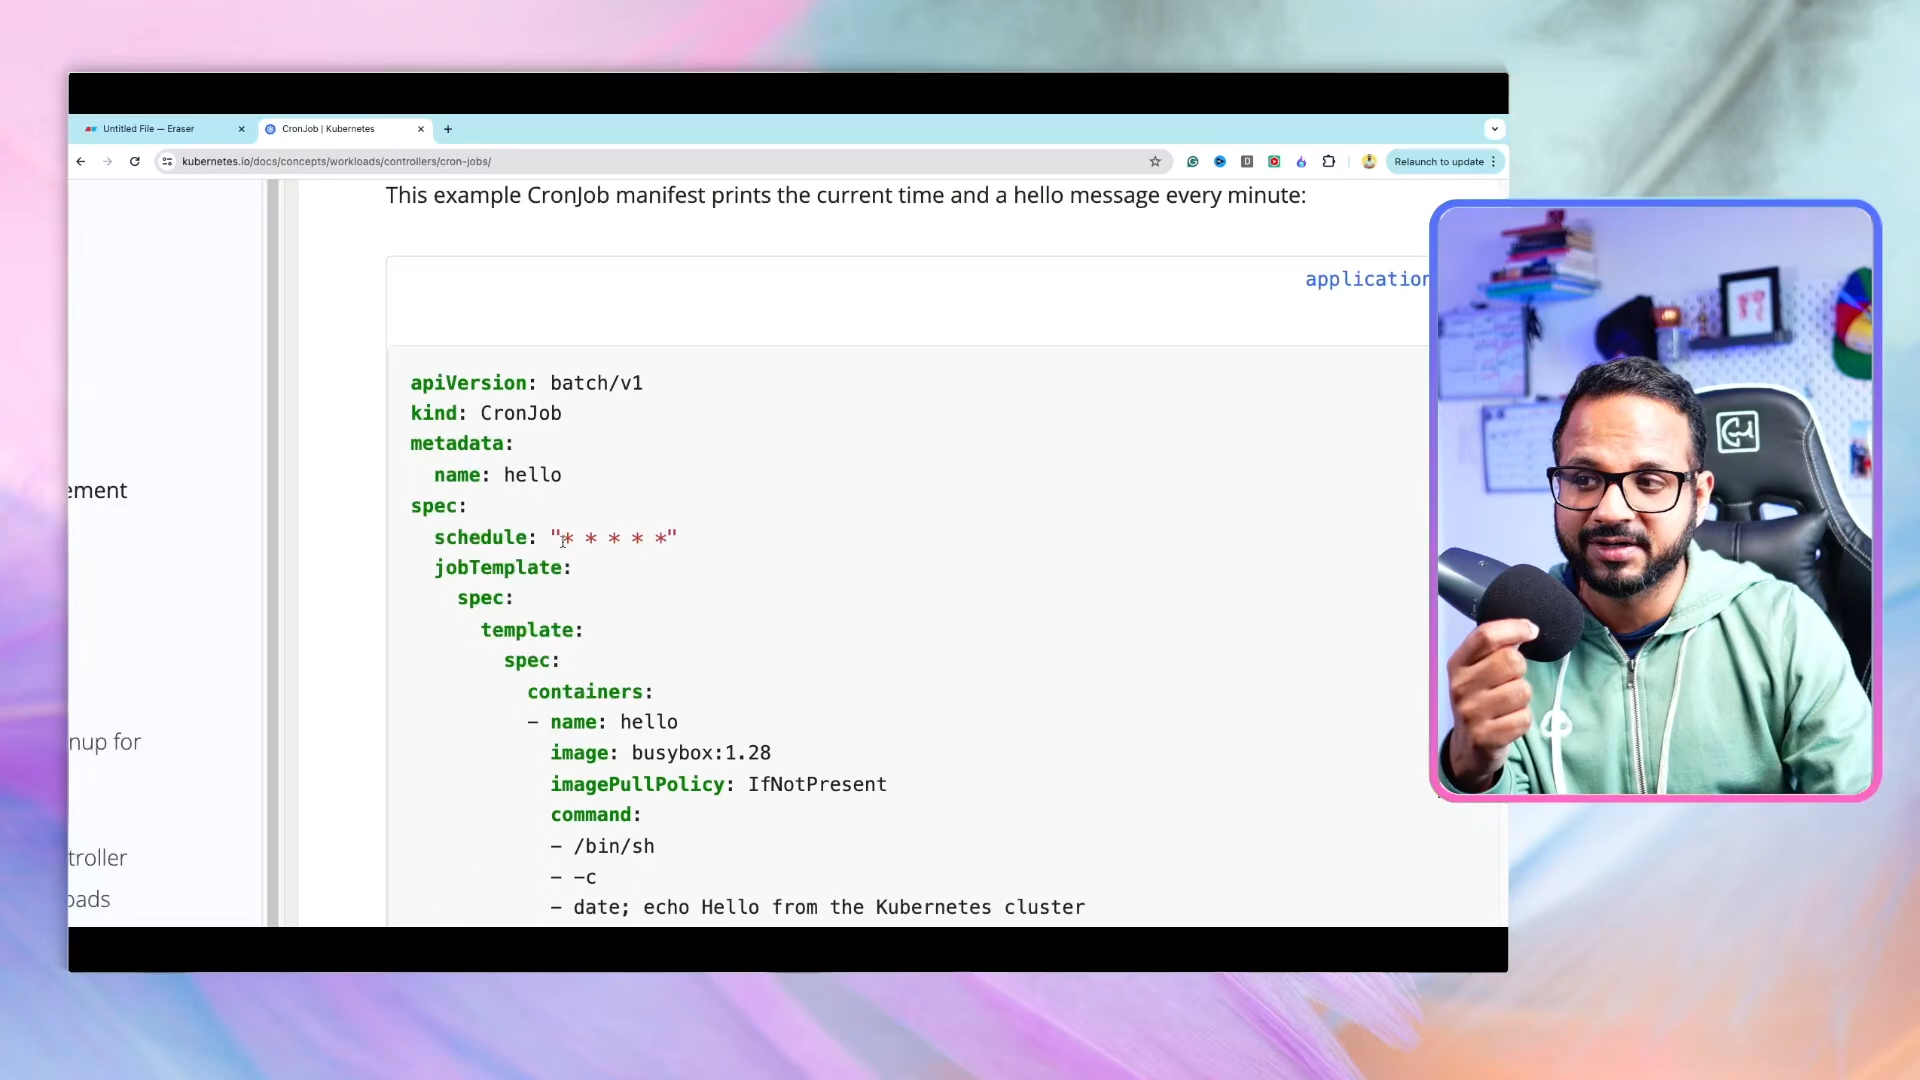 Untitled File — Eraser
CronJob | Kubernetes
kubernetes.io/docs/concepts/workloads/controllers/cron-jobs/
Relaunch to update
This example CronJob manifest prints the current time and a hello message every minute:
application
apiVersion: batch/v1
kind: CronJob
metadata:
name: hello
ement
spec:
schedule: "* * * * *"
jobTemplate:
spec:
template:
spec:
containers:
- name: hello
nup for
image: busybox:1.28
imagePullPolicy: IfNotPresent
command:
- /bin/sh
troller
- -c
oads
- date; echo Hello from the Kubernetes cluster